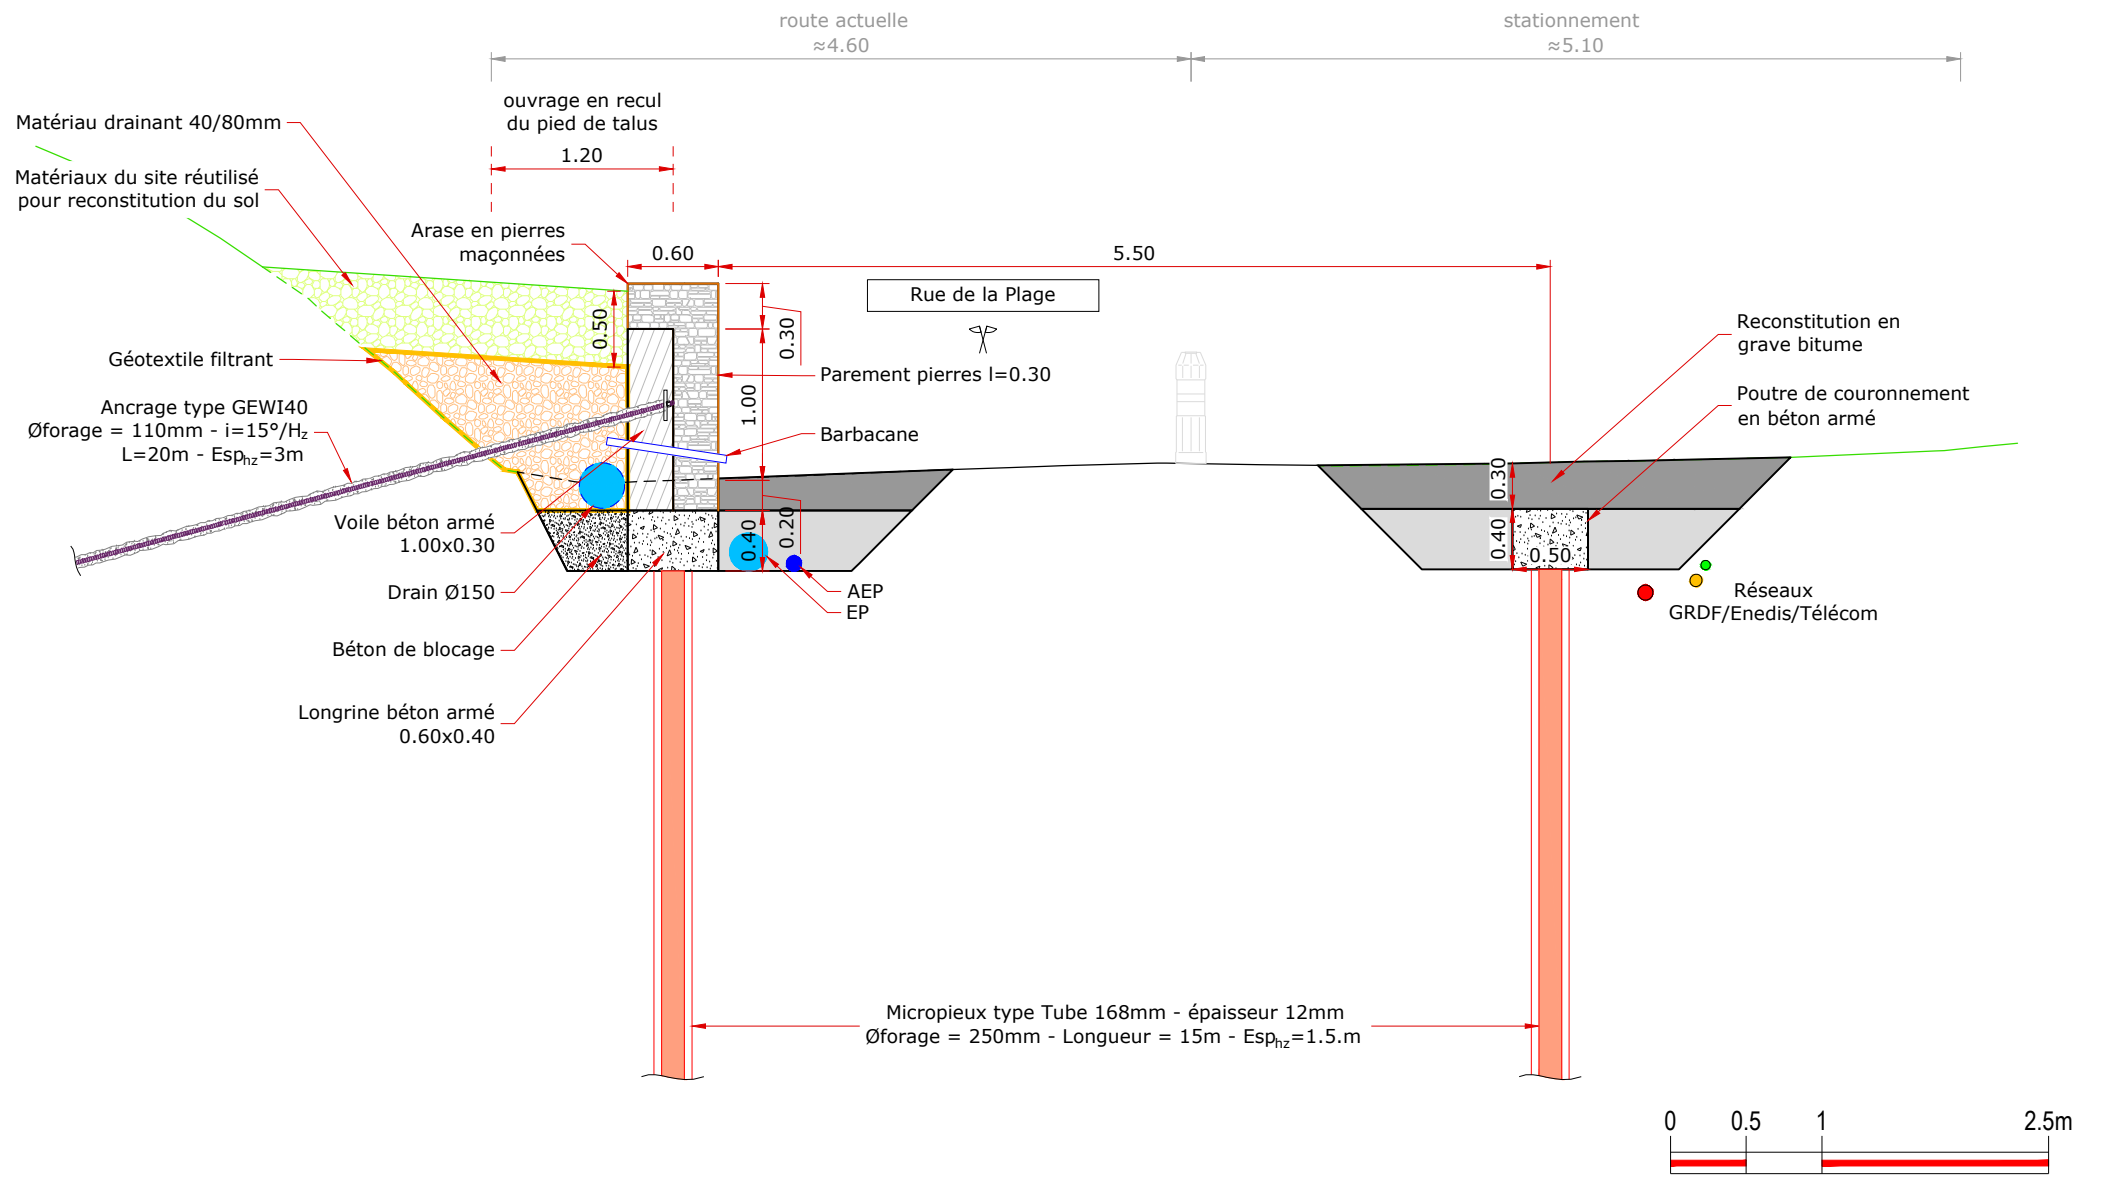 route actuelle
≈4.60
stationnement
≈5.10
ouvrage en recul
du pied de talus
1.20
Matériau drainant 40/80mm
Matériaux du site réutilisé
pour reconstitution du sol
Arase en pierres
maçonnées
0.60
5.50
Rue de la Plage
0.50
0.30
1.00
Géotextile filtrant
Parement pierres l=0.30
Reconstitution en
grave bitume
Poutre de couronnement
en béton armé
Ancrage type GEWI40
Øforage = 110mm - i=15°/Hz
L=20m - Esphz=3m
Barbacane
0.30
0.20
0.40
0.40
0.50
Voile béton armé
1.00x0.30
Drain Ø150
AEP
EP
Réseaux
GRDF/Enedis/Télécom
Béton de blocage
Longrine béton armé
0.60x0.40
Micropieux type Tube 168mm - épaisseur 12mm
Øforage = 250mm - Longueur = 15m - Esphz=1.5.m
0 0.5 1 2.5m